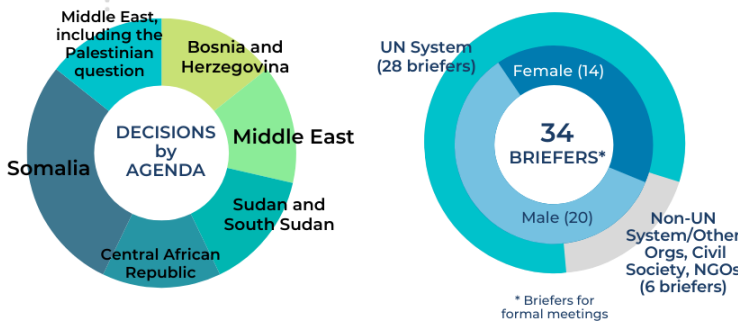 Middle East,
including the
Palestinian
question
Bosnia and
Herzegovina
Middle East
Sudan and
South Sudan
Central African
Republic
Somalia
DECISIONS
by
AGENDA
UN System
(28 briefers)
Female (14)
34
BRIEFERS*
Male (20)
Non-UN
System/Other
Orgs, Civil
Society, NGOs
(6 briefers)
* Briefers for
formal meetings